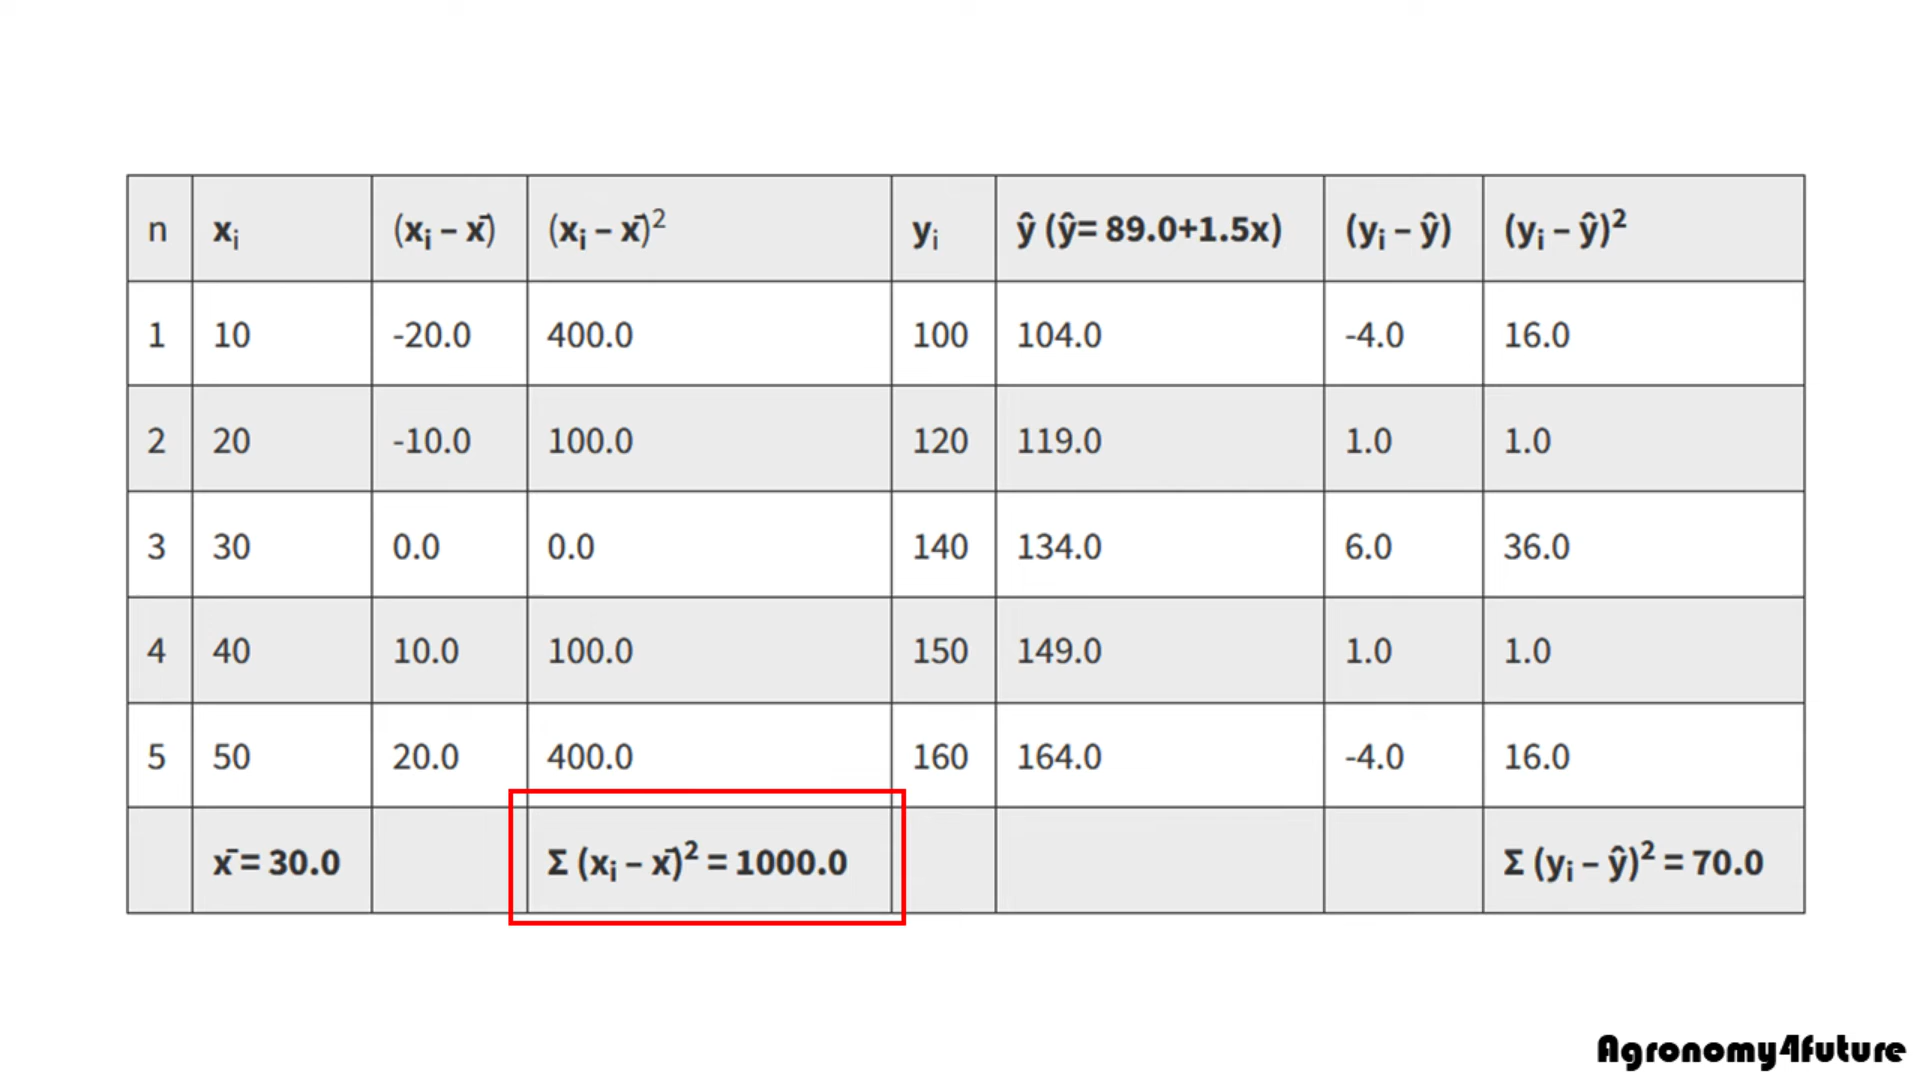 n xᵢ (xᵢ – x̄) (xᵢ – x̄)² yᵢ ŷ (ŷ= 89.0+1.5x) (yᵢ – ŷ) (yᵢ – ŷ)²
1 10 -20.0 400.0 100 104.0 -4.0 16.0
2 20 -10.0 100.0 120 119.0 1.0 1.0
3 30 0.0 0.0 140 134.0 6.0 36.0
4 40 10.0 100.0 150 149.0 1.0 1.0
5 50 20.0 400.0 160 164.0 -4.0 16.0
x̄ = 30.0 Σ (xᵢ – x̄)² = 1000.0 Σ (yᵢ – ŷ)² = 70.0
Agronomy4future